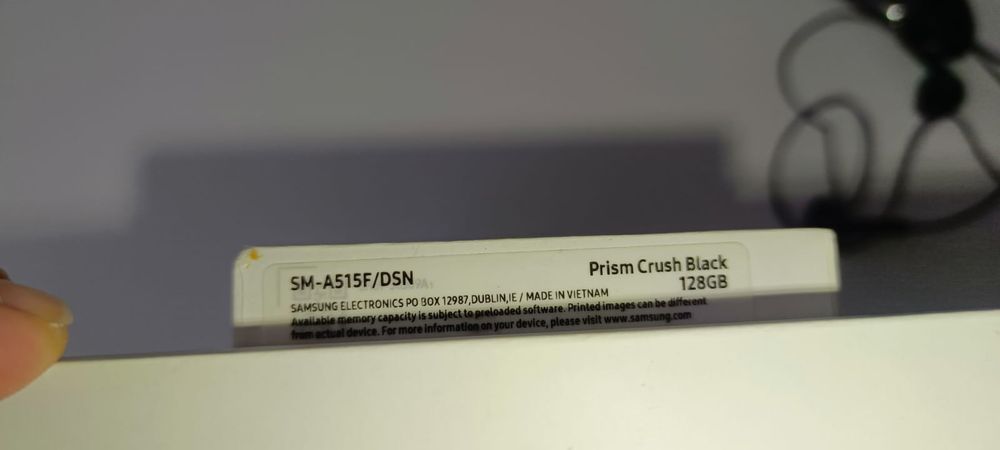 SM-A515F/DSN
Prism Crush Black
128GB
SAMSUNG ELECTRONICS PO BOX 12987,DUBLIN,IE / MADE IN VIETNAM
Available memory capacity is subject to preloaded software. Printed images can be different
from actual device. For more information on your device, please visit www.samsung.com